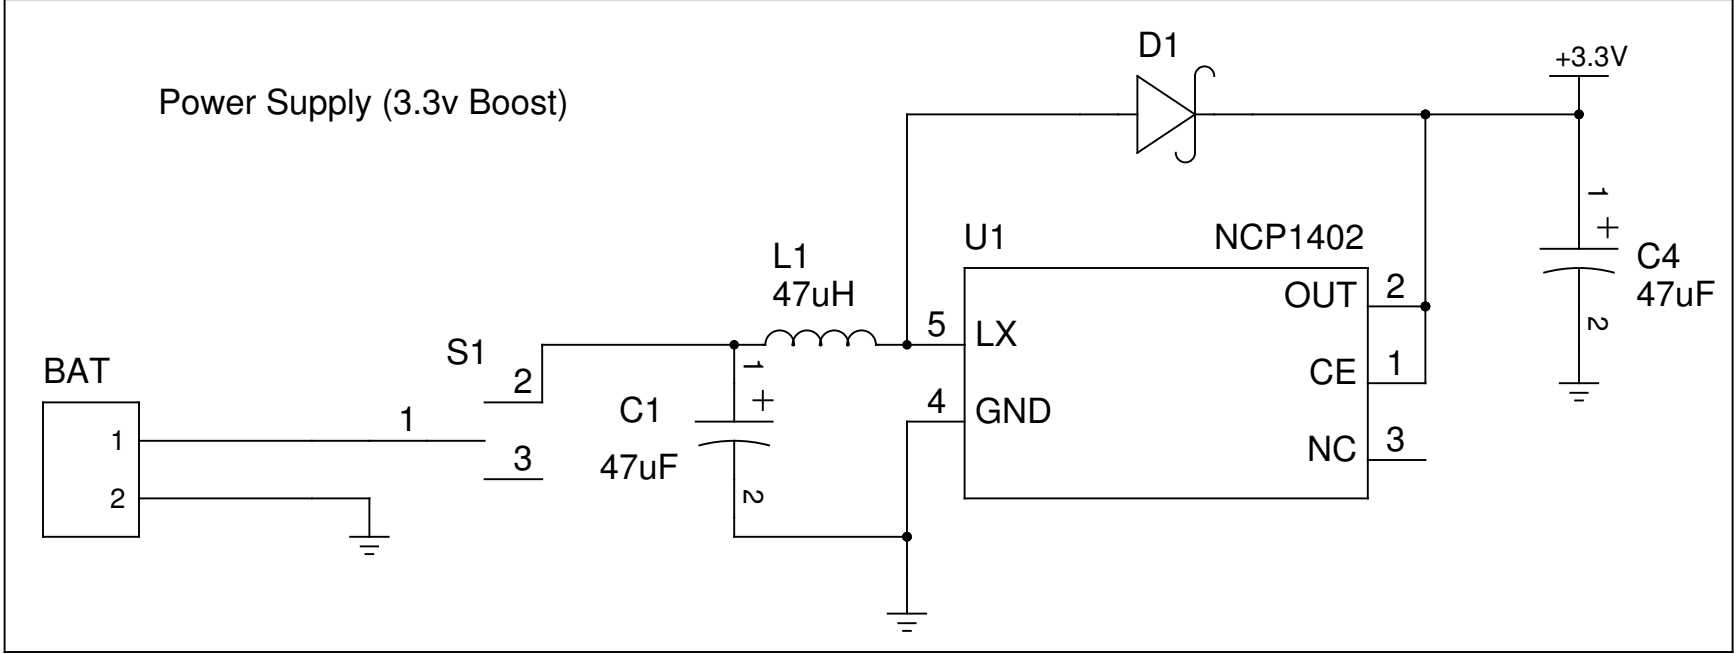 D1
+3.3V
Power Supply (3.3v Boost)
1
+
U1
NCP1402
L1
47uH
C4
47uF
OUT
2
5
LX
2
S1
BAT
2
1
CE
1
+
C1
4
GND
1
1
3
47uF
NC
3
2
2